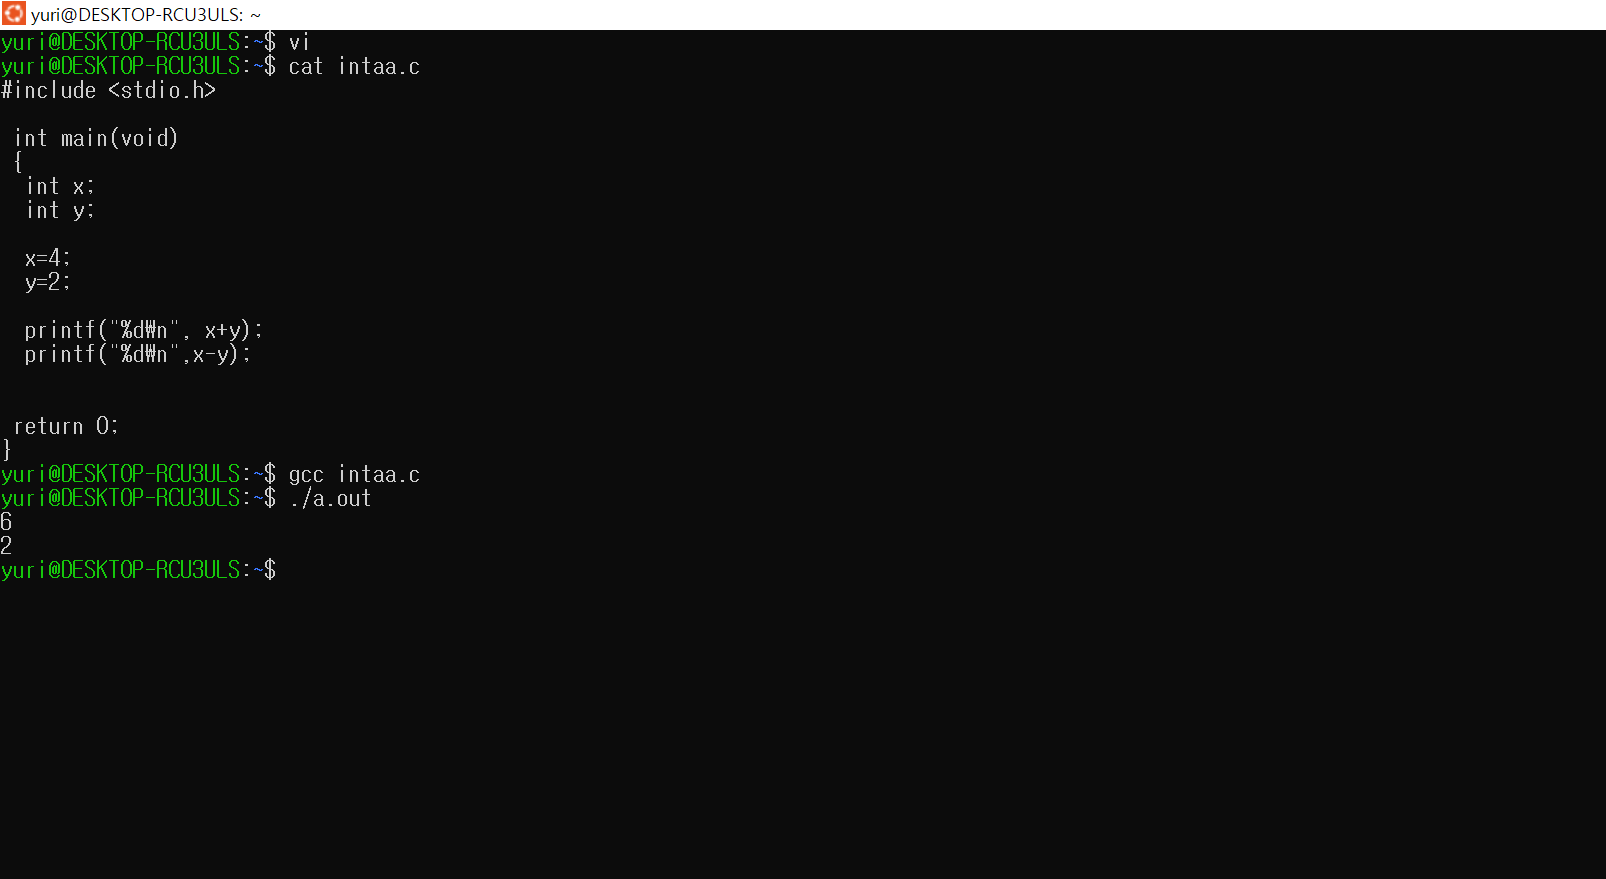 yuri@DESKTOP-RCU3ULS: ~
yuri@DESKTOP-RCU3ULS:~$ vi
yuri@DESKTOP-RCU3ULS:~$ cat intaa.c
#include <stdio.h>
int main(void)
{
int x;
int y;
x=4;
y=2;
printf("%d₩n", x+y);
printf("%d₩n",x-y);
return 0;
}
yuri@DESKTOP-RCU3ULS:~$ gcc intaa.c
yuri@DESKTOP-RCU3ULS:~$ ./a.out
6
2
yuri@DESKTOP-RCU3ULS:~$